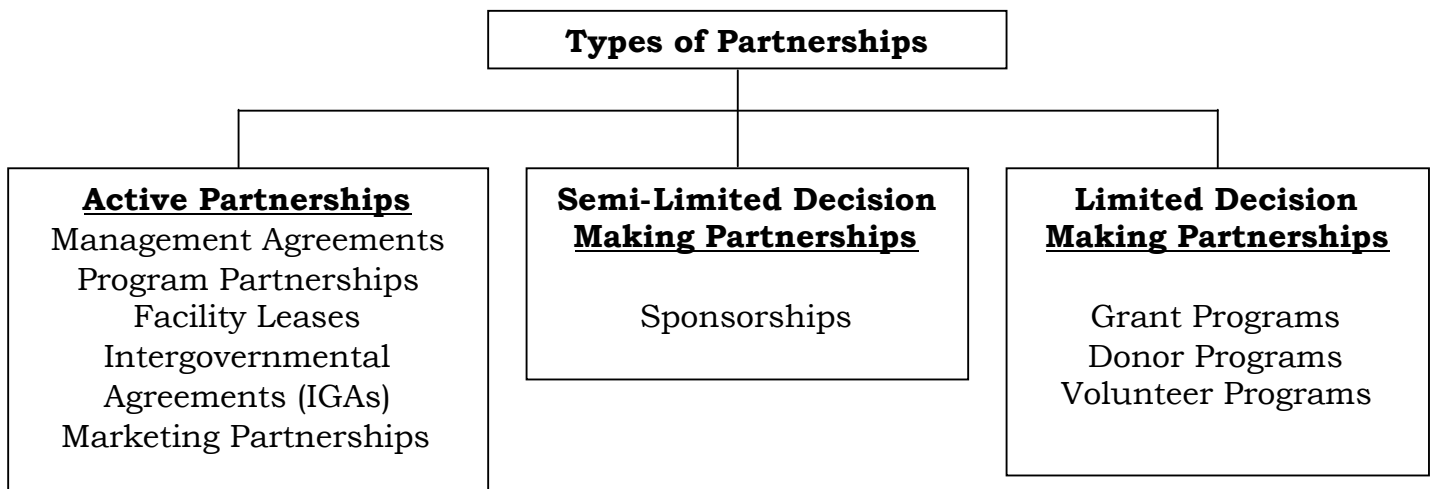 Types of Partnerships
Active Partnerships
Management Agreements
Program Partnerships
Facility Leases
Intergovernmental
Agreements (IGAs)
Marketing Partnerships
Semi-Limited Decision
Making Partnerships
Sponsorships
Limited Decision
Making Partnerships
Grant Programs
Donor Programs
Volunteer Programs